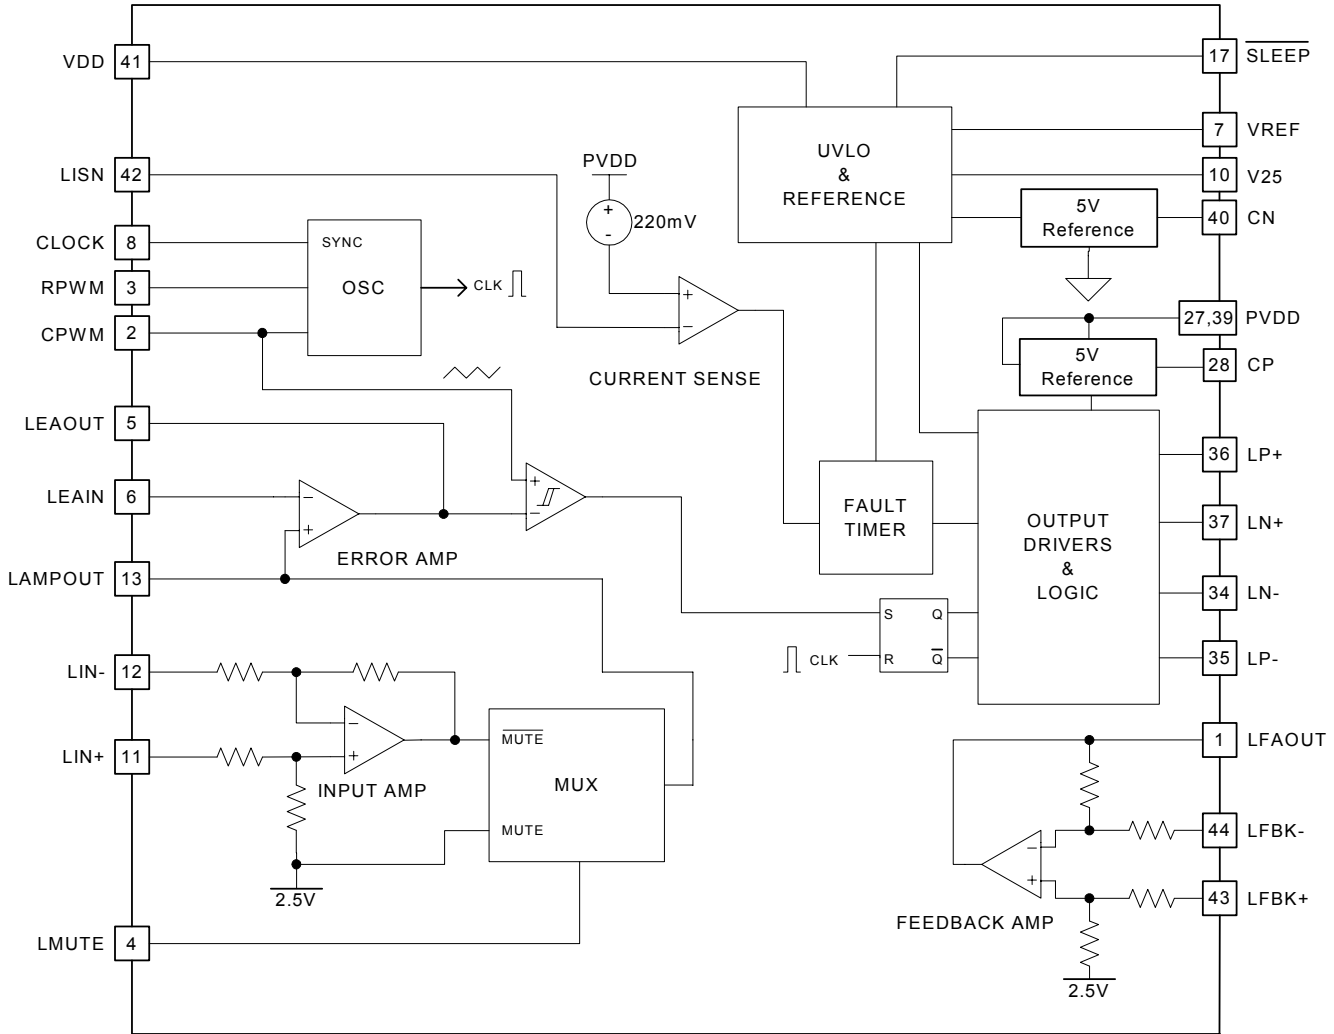 VDD 41
17 SLEEP
7 VREF
LISN 42
10 V25
UVLO
&
REFERENCE
PVDD
+
-
220mV
5V
Reference
40 CN
CLOCK 8
SYNC
RPWM 3
OSC
CLK
CPWM 2
+
−
CURRENT SENSE
27,39 PVDD
5V
Reference
28 CP
LEAOUT 5
36 LP+
LEAIN 6
−
+
ERROR AMP
+
−
FAULT
TIMER
37 LN+
OUTPUT
DRIVERS
&
LOGIC
LAMPOUT 13
34 LN-
S Q
CLK R Q
35 LP-
LIN- 12
−
+
LIN+ 11
INPUT AMP
MUTE
MUX
MUTE
2.5V
1 LFAOUT
44 LFBK-
−
+
43 LFBK+
FEEDBACK AMP
LMUTE 4
2.5V